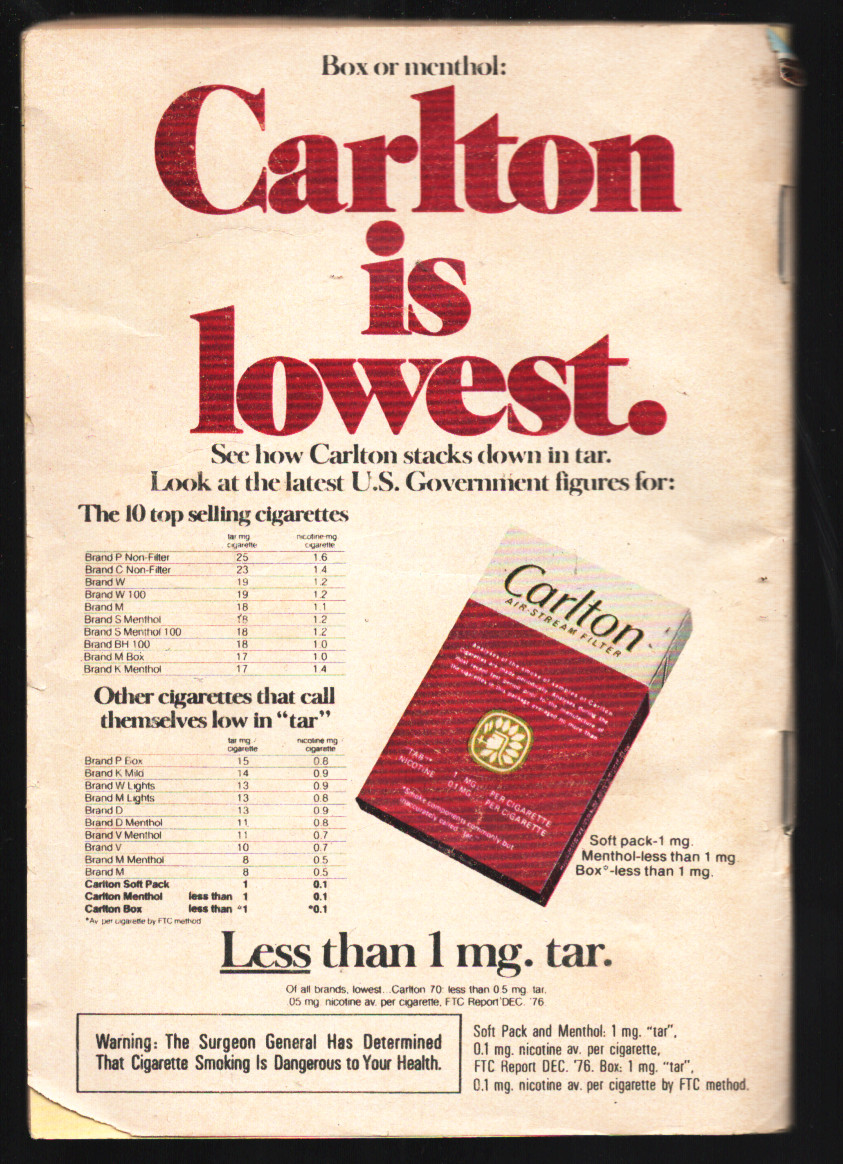 Box or menthol:
Carlton
is
lowest.
See how Carlton stacks down in tar.
Look at the latest U.S. Government figures for:
The 10 top selling cigarettes
tar mg nicotine mg
cigarette cigarette
Brand P Non-Filter 25 1.6
Brand C Non-Filter 23 1.4
Brand W 19 1.2
Brand W 100 19 1.2
Brand M 18 1.1
Brand S Menthol 18 1.2
Brand S Menthol 100 18 1.2
Brand BH 100 18 1.0
Brand M Box 17 1.0
Brand K Menthol 17 1.4
Other cigarettes that call
themselves low in “tar”
tar mg / nicotine mg
cigarette cigarette
Brand P Box 15 0.8
Brand K Mild 14 0.9
Brand W Lights 13 0.9
Brand M Lights 13 0.8
Brand D 13 0.9
Brand D Menthol 11 0.8
Brand V Menthol 11 0.7
Brand V 10 0.7
Brand M Menthol 8 0.5
Brand M 8 0.5
Carlton Soft Pack 1 0.1
Carlton Menthol less than 1 0.1
Carlton Box less than *1 *0.1
*Av. per cigarette by FTC method
Carlton
AIR-STREAM FILTER
TAR 1 MG. PER CIGARETTE
NICOTINE 0.1 MG. PER CIGARETTE
Soft pack-1 mg.
Menthol-less than 1 mg.
Box°-less than 1 mg.
Less than 1 mg. tar.
Of all brands, lowest...Carlton 70: less than 0.5 mg. tar,
.05 mg. nicotine av. per cigarette, FTC Report DEC. '76
Warning: The Surgeon General Has Determined
That Cigarette Smoking Is Dangerous to Your Health.
Soft Pack and Menthol: 1 mg. “tar”,
0.1 mg. nicotine av. per cigarette,
FTC Report DEC. '76. Box: 1 mg. “tar”,
0.1 mg. nicotine av. per cigarette by FTC method.